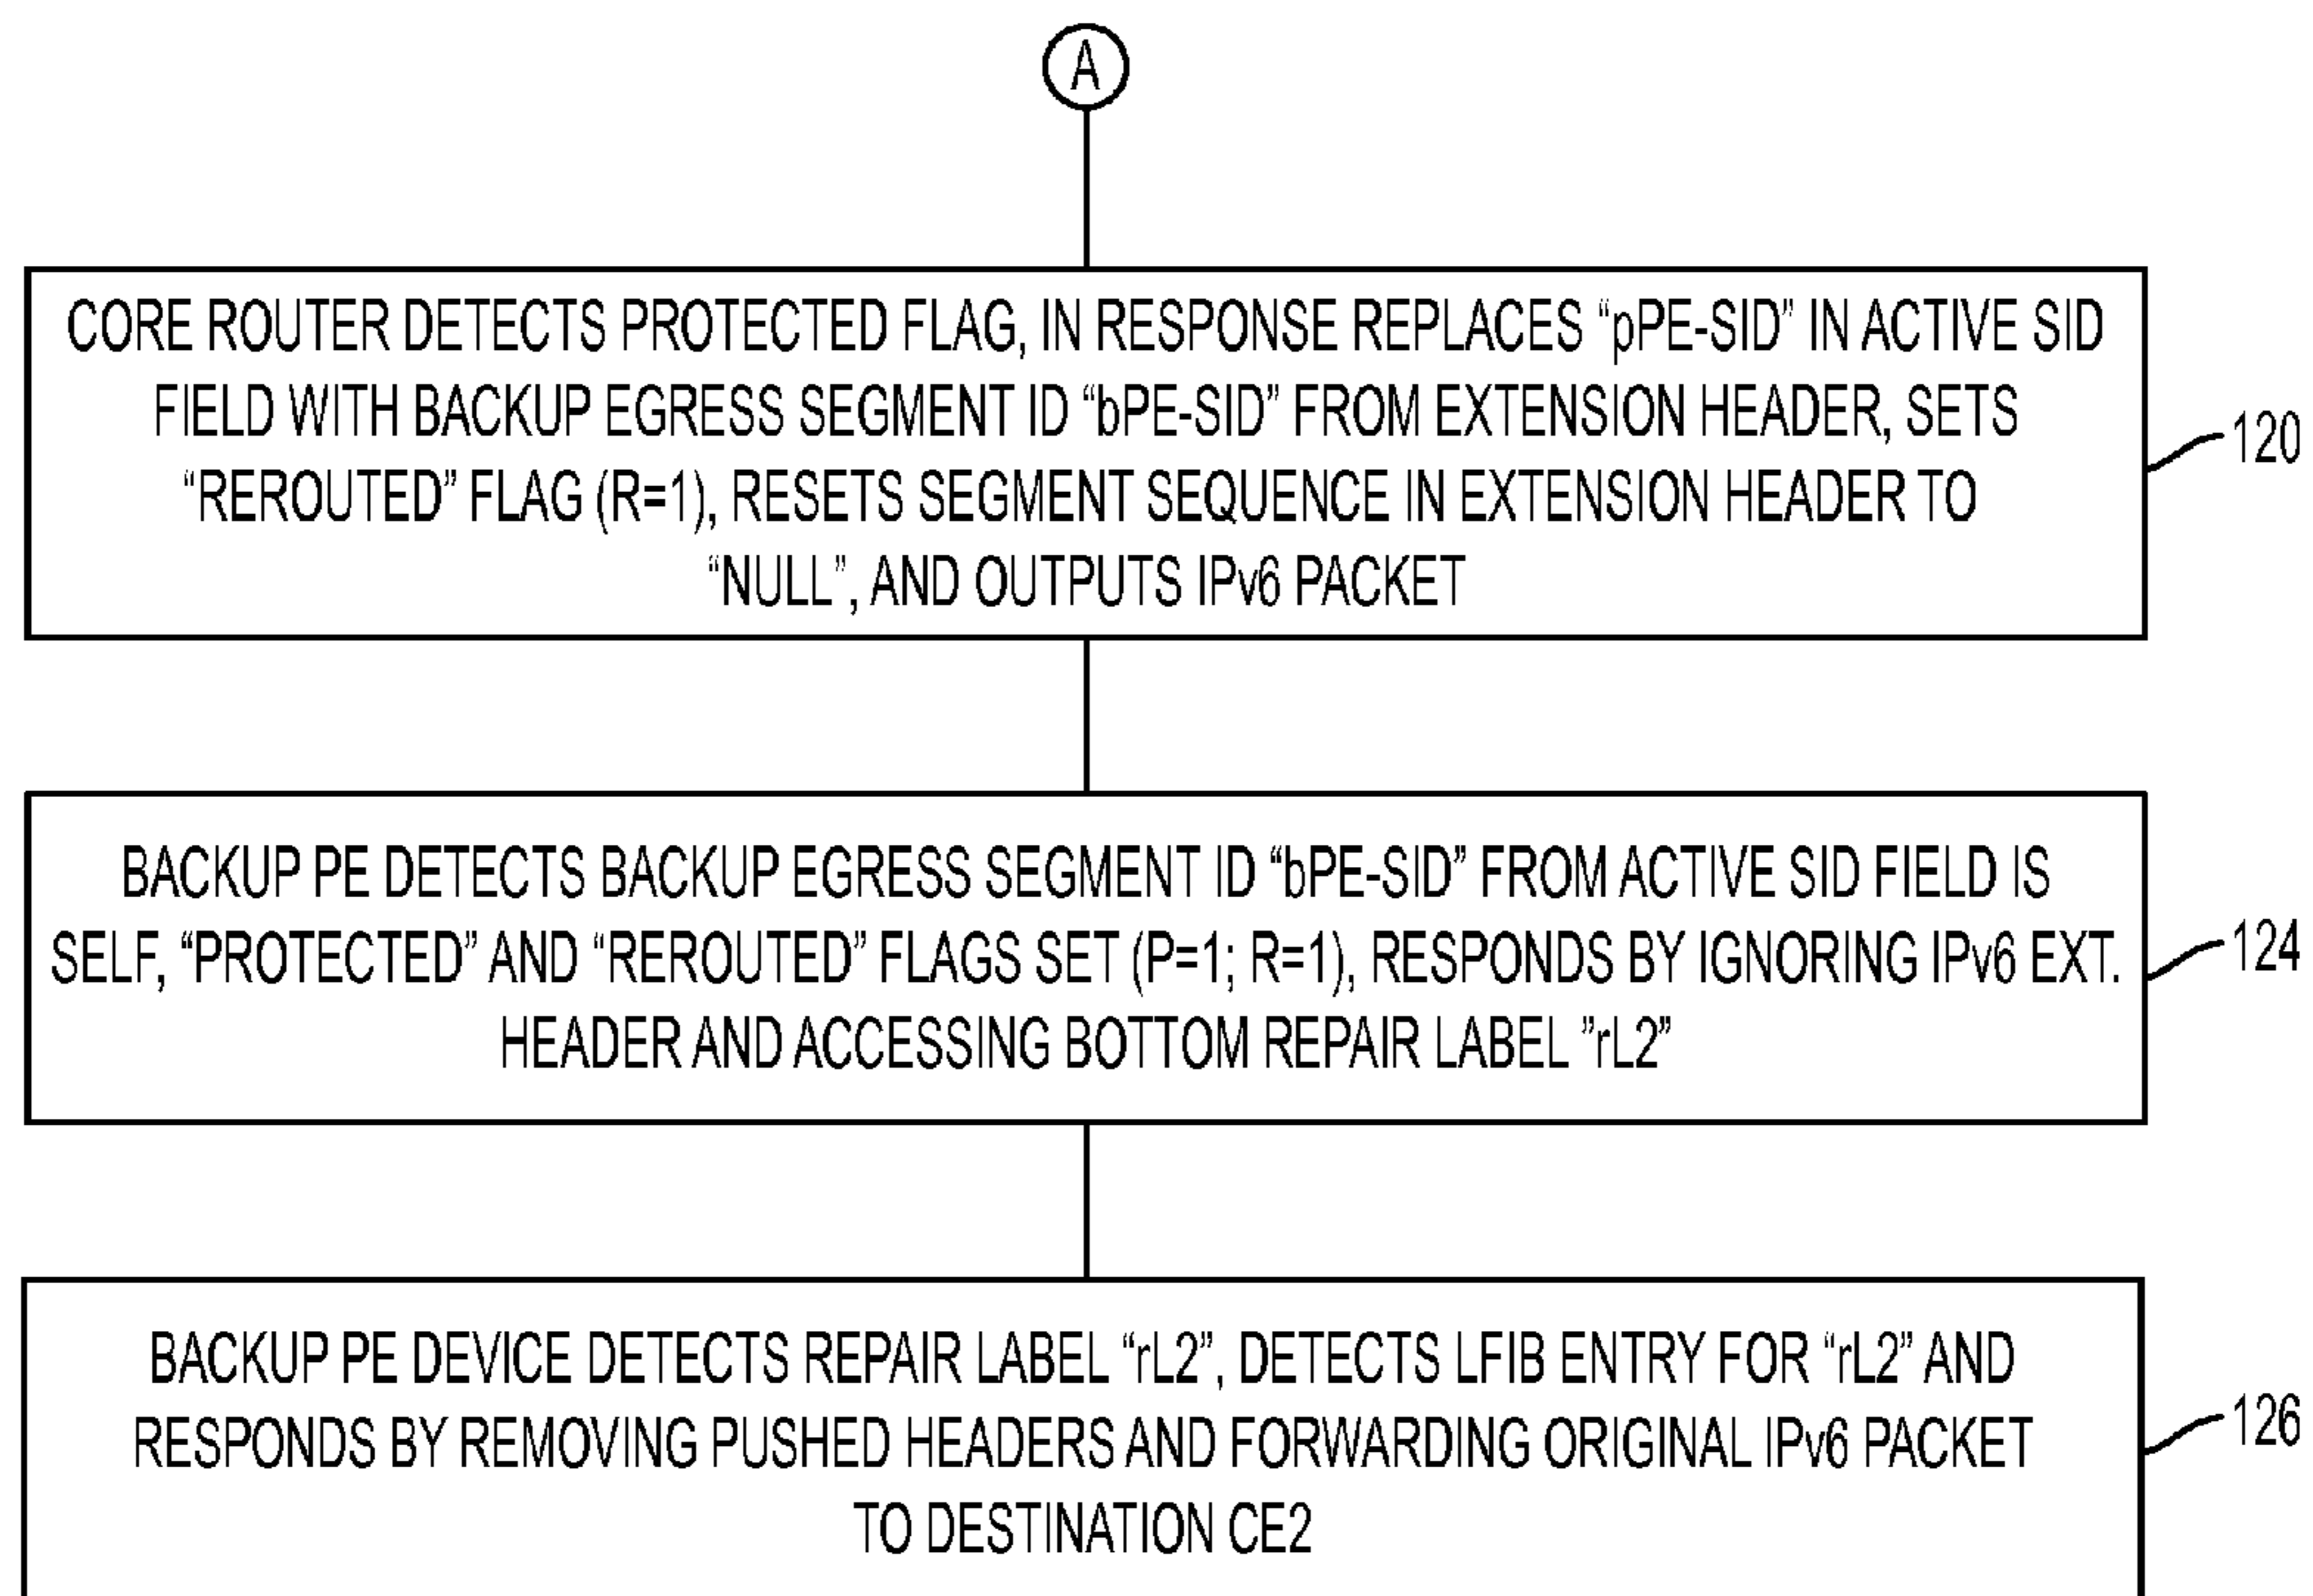 A
CORE ROUTER DETECTS PROTECTED FLAG, IN RESPONSE REPLACES “pPE-SID” IN ACTIVE SID
FIELD WITH BACKUP EGRESS SEGMENT ID “bPE-SID” FROM EXTENSION HEADER, SETS
“REROUTED” FLAG (R=1), RESETS SEGMENT SEQUENCE IN EXTENSION HEADER TO
“NULL”, AND OUTPUTS IPv6 PACKET
120
BACKUP PE DETECTS BACKUP EGRESS SEGMENT ID “bPE-SID” FROM ACTIVE SID FIELD IS
SELF, “PROTECTED” AND “REROUTED” FLAGS SET (P=1; R=1), RESPONDS BY IGNORING IPv6 EXT.
HEADER AND ACCESSING BOTTOM REPAIR LABEL ”rL2”
124
BACKUP PE DEVICE DETECTS REPAIR LABEL “rL2”, DETECTS LFIB ENTRY FOR “rL2” AND
RESPONDS BY REMOVING PUSHED HEADERS AND FORWARDING ORIGINAL IPv6 PACKET
TO DESTINATION CE2
126